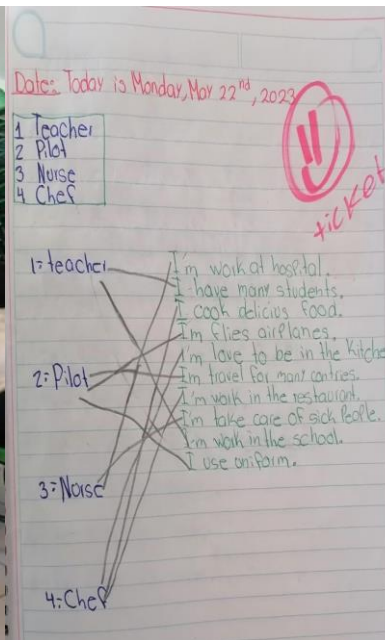 Date: Today is Monday, May 22nd, 2023
ticket
1 Teacher
2 Pilot
3 Nurse
4 Chef
1=teacher
I'm work at hospital.
I have many students.
I cook delicius food.
Im flies airplanes.
I'm love to be in the Kitche
2=Pilot
Im travel for many contries.
I'm work in the restaurant.
I'm take care of sick People.
I'm work in the school.
I use uniform.
3=Norse
4=Chef